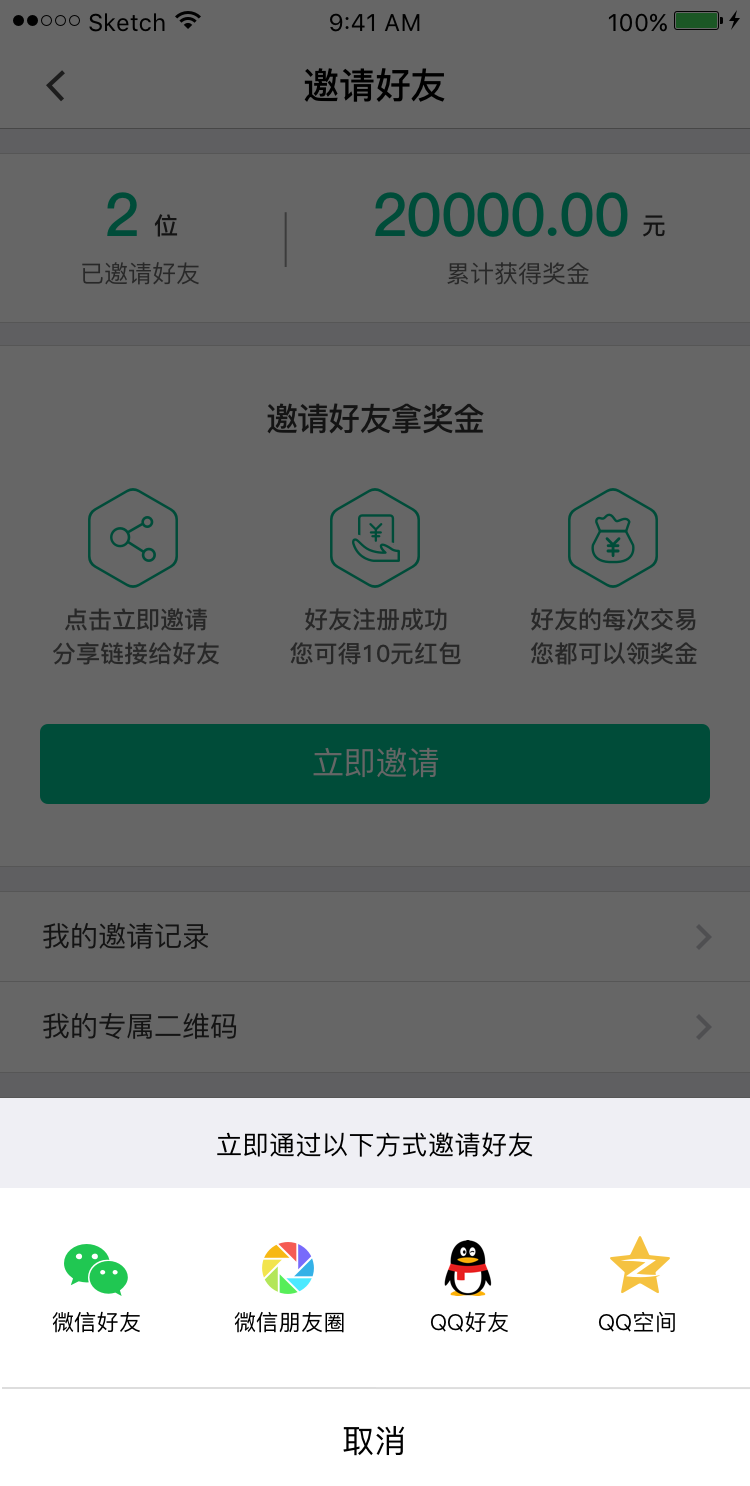 Sketch 9:41 AM 100%
邀请好友
2 位 20000.00 元
已邀请好友 累计获得奖金
邀请好友拿奖金
点击立即邀请 好友注册成功 好友的每次交易
分享链接给好友 您可得10元红包 您都可以领奖金
立即邀请
我的邀请记录
我的专属二维码
立即通过以下方式邀请好友
微信好友 微信朋友圈 QQ好友 QQ空间
取消